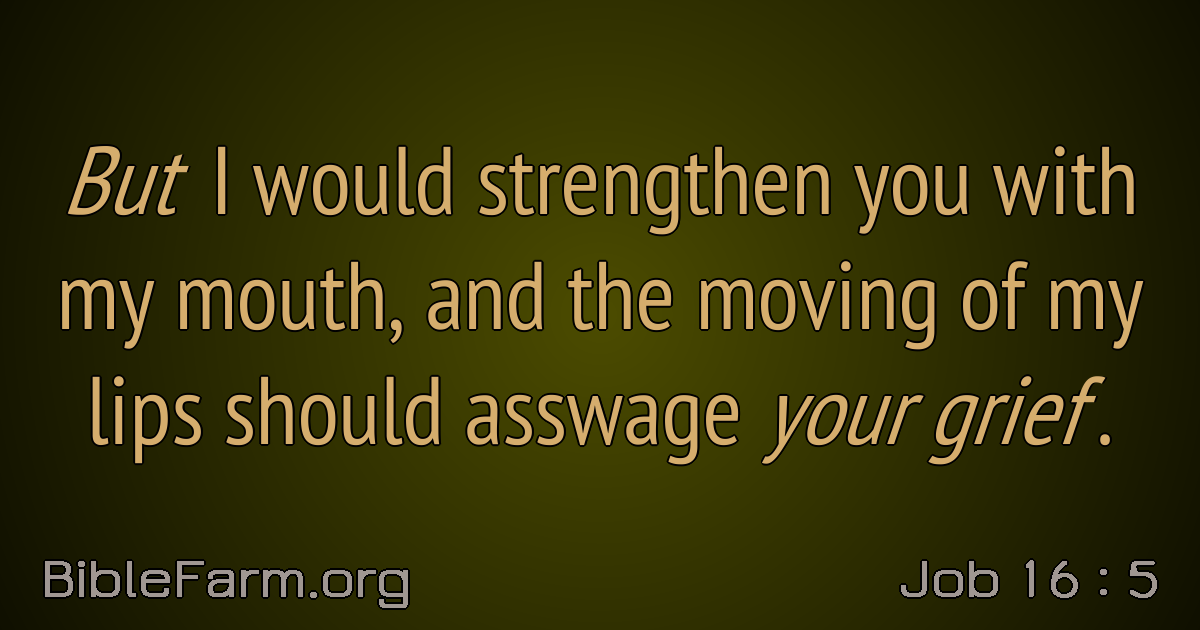 But I would strengthen you with
my mouth, and the moving of my
lips should asswage your grief.
BibleFarm.org
Job 16 : 5